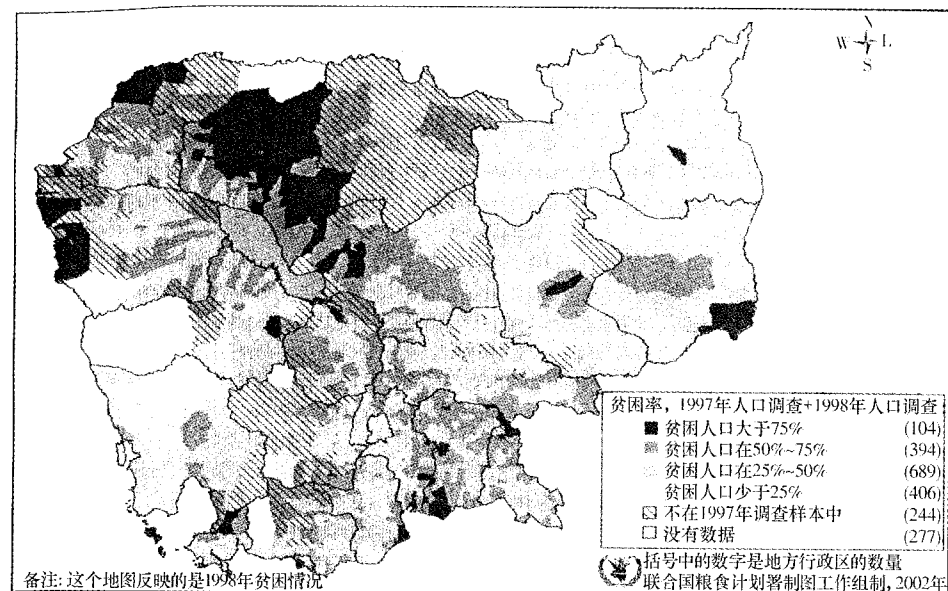 W L
S
贫困率, 1997年人口调查+1998年人口调查
贫困人口大于75% (104)
贫困人口在50%~75% (394)
贫困人口在25%~50% (689)
贫困人口少于25% (406)
不在1997年调查样本中 (244)
没有数据 (277)
括号中的数字是地方行政区的数量
备注: 这个地图反映的是1998年贫困情况
联合国粮食计划署制图工作组制, 2002年